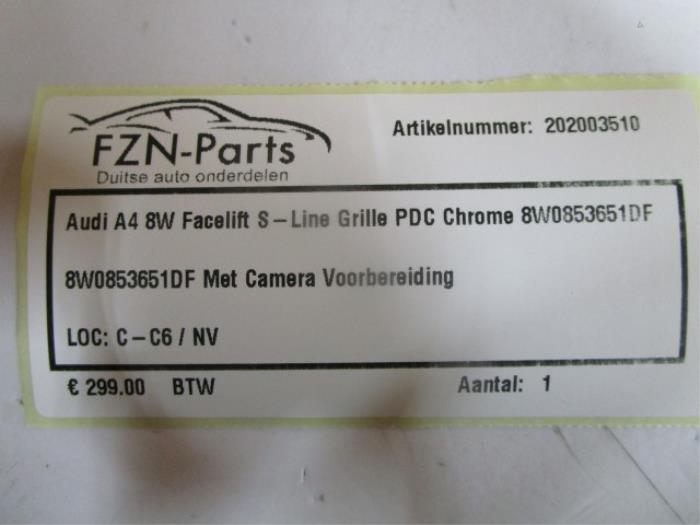 FZN-Parts
Duitse auto onderdelen
Artikelnummer: 202003510
Audi A4 8W Facelift S-Line Grille PDC Chrome 8W0853651DF
8W0853651DF Met Camera Voorbereiding
LOC: C-C6 / NV
€ 299.00 BTW
Aantal: 1